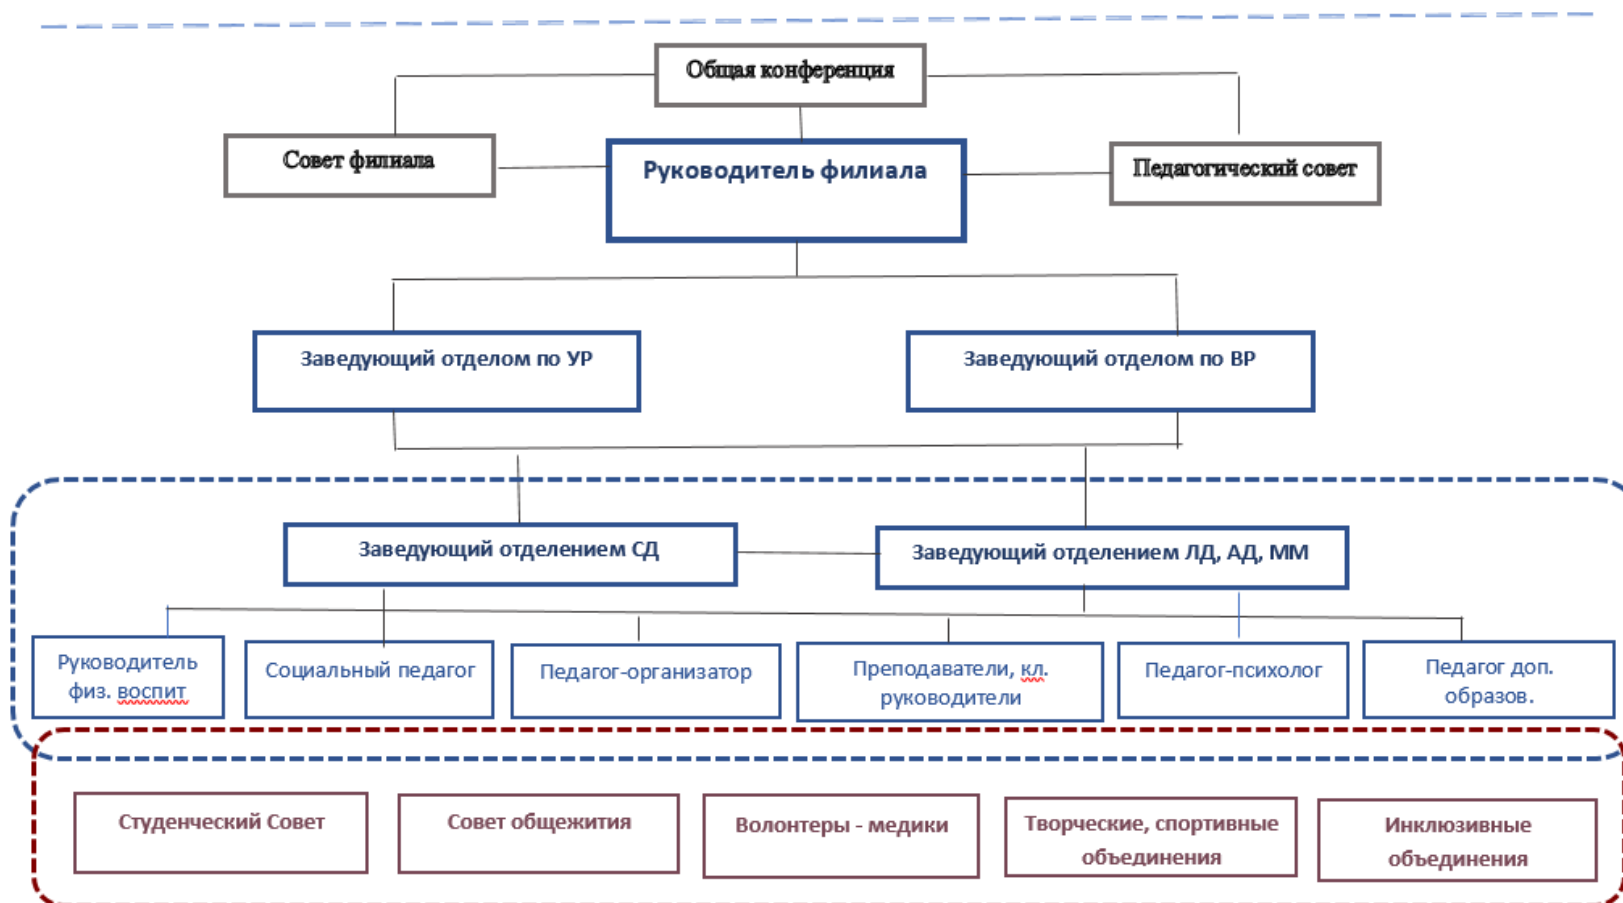 Общая конференция
Совет филиала
Руководитель филиала
Педагогический совет
Заведующий отделом по УР
Заведующий отделом по ВР
Заведующий отделением СД
Заведующий отделением ЛД, АД, ММ
Руководитель
физ. воспит
Социальный педагог
Педагог-организатор
Преподаватели, кл.
руководители
Педагог-психолог
Педагог доп.
образов.
Студенческий Совет
Совет общежития
Волонтеры - медики
Творческие, спортивные
объединения
Инклюзивные
объединения